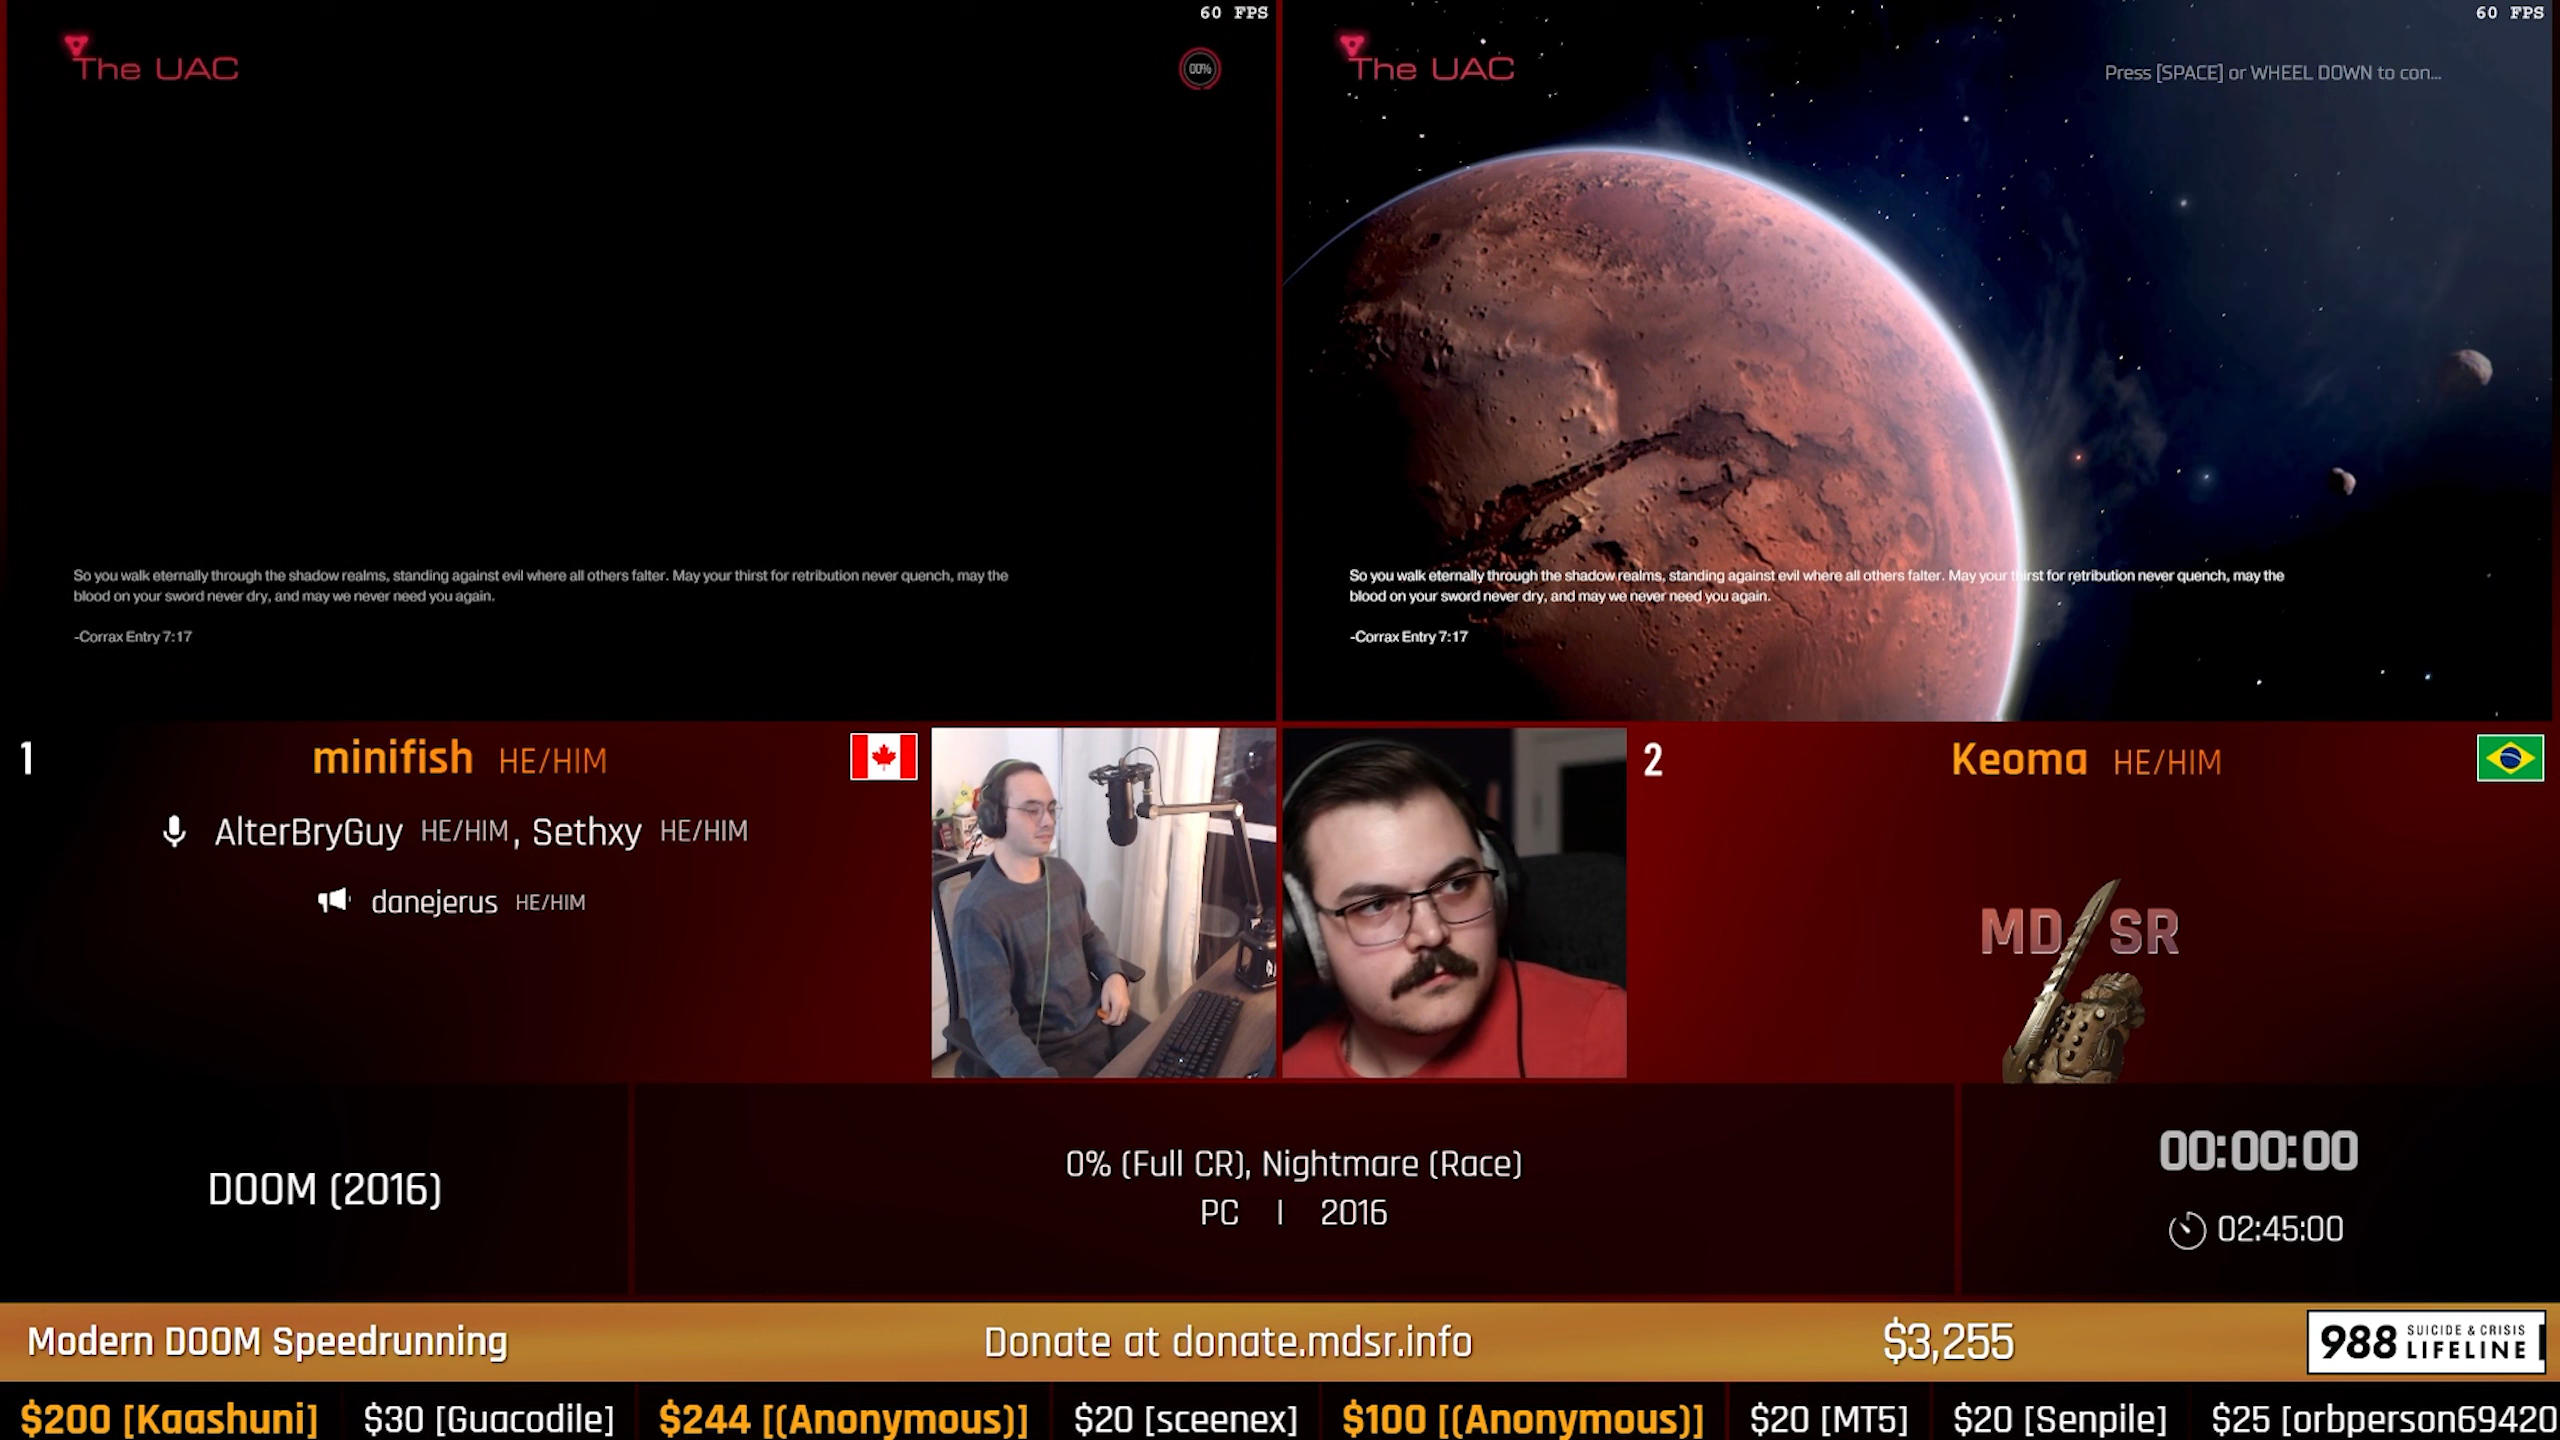 60 FPS
The UAC
00%
So you walk eternally through the shadow realms, standing against evil where all others falter. May your thirst for retribution never quench, may the
blood on your sword never dry, and may we never need you again.
-Corrax Entry 7:17
60 FPS
The UAC
Press [SPACE] or WHEEL DOWN to con...
So you walk eternally through the shadow realms, standing against evil where all others falter. May your thirst for retribution never quench, may the
blood on your sword never dry, and may we never need you again.
-Corrax Entry 7:17
1
minifish HE/HIM
AlterBryGuy HE/HIM, Sethxy HE/HIM
danejerus HE/HIM
2
Keoma HE/HIM
MD SR
DOOM (2016)
0% (Full CR), Nightmare (Race)
PC | 2016
00:00:00
02:45:00
Modern DOOM Speedrunning
Donate at donate.mdsr.info
$3,255
988 SUICIDE & CRISIS
LIFELINE
$200 [Kaashuni] $30 [Guacodile] $244 [(Anonymous)] $20 [sceenex] $100 [(Anonymous)] $20 [MT5] $20 [Senpile] $25 [orbperson69420